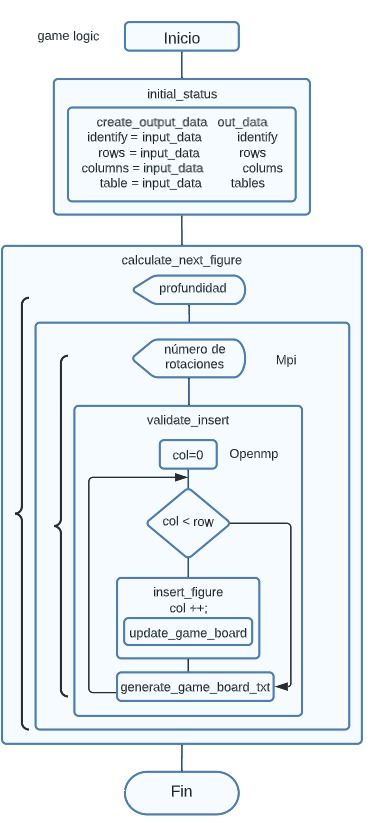 game logic
Inicio
initial_status
create_output_data out_data
identify = input_data identify
rows = input_data rows
columns = input_data colums
table = input_data tables
calculate_next_figure
profundidad
número de
rotaciones
Mpi
validate_insert
col=0
Openmp
col < row
insert_figure
col ++;
update_game_board
generate_game_board_txt
Fin